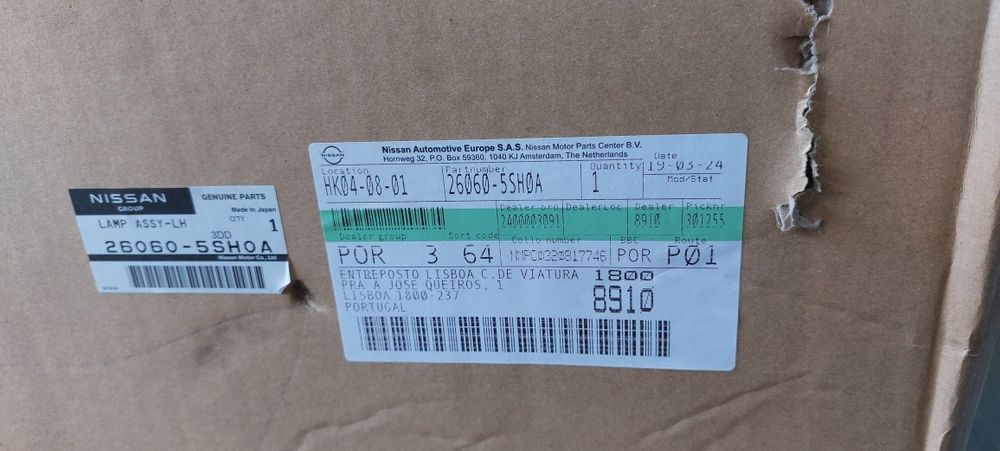 NISSAN
GROUP
GENUINE PARTS
Made in Japan
LAMP ASSY-LH
QTY 1
3DD
26060-5SH0A
Nissan Motor Co., Ltd
NISSAN
Nissan Automotive Europe S.A.S. Nissan Motor Parts Center B.V.
Hornweg 32, P.O. Box 59360, 1040 KJ Amsterdam, The Netherlands
Location Partnumber Quantity Date
HK04-08-01 26060-5SH0A 1 19-03-24
Mod/Stat
Dealer ord DealerLoc Dealer Picknr
2400003091 8910 301255
Dealer group Sort code Collo number BBC Route
POR 3 64 POR P01
ENTREPOSTO LISBOA C.DE VIATURA 1800
PRA A JOSE QUEIROS, 1
LISBOA 1800-237 8910
PORTUGAL